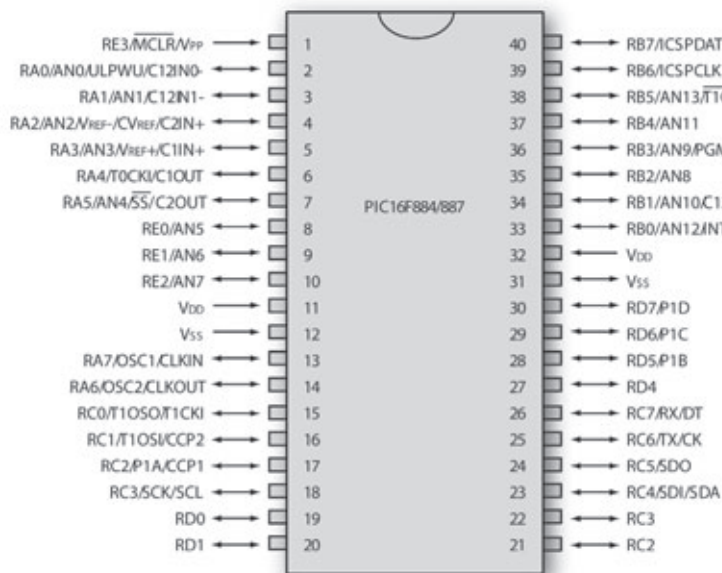 RE3/MCLR/VPP 1
RA0/AN0/ULPWU/C12IN0- 2
RA1/AN1/C12IN1- 3
RA2/AN2/VREF-/CVREF/C2IN+ 4
RA3/AN3/VREF+/C1IN+ 5
RA4/T0CKI/C1OUT 6
RA5/AN4/SS/C2OUT 7
RE0/AN5 8
RE1/AN6 9
RE2/AN7 10
VDD 11
VSS 12
RA7/OSC1/CLKIN 13
RA6/OSC2/CLKOUT 14
RC0/T1OSO/T1CKI 15
RC1/T1OSI/CCP2 16
RC2/P1A/CCP1 17
RC3/SCK/SCL 18
RD0 19
RD1 20
PIC16F884/887
40 RB7/ICSPDAT
39 RB6/ICSPCLK
38 RB5/AN13/T1
37 RB4/AN11
36 RB3/AN9/PGM
35 RB2/AN8
34 RB1/AN10/C1
33 RB0/AN12/INT
32 VDD
31 VSS
30 RD7/P1D
29 RD6/P1C
28 RD5/P1B
27 RD4
26 RC7/RX/DT
25 RC6/TX/CK
24 RC5/SDO
23 RC4/SDI/SDA
22 RC3
21 RC2